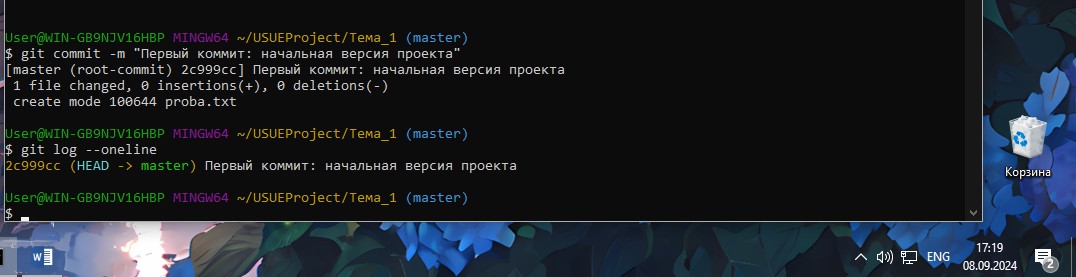 User@WIN-GB9NJV16HBP MINGW64 ~/USUEProject/Тема_1 (master)
$ git commit -m "Первый коммит: начальная версия проекта"
[master (root-commit) 2c999cc] Первый коммит: начальная версия проекта
 1 file changed, 0 insertions(+), 0 deletions(-)
 create mode 100644 proba.txt
User@WIN-GB9NJV16HBP MINGW64 ~/USUEProject/Тема_1 (master)
$ git log --oneline
2c999cc (HEAD -> master) Первый коммит: начальная версия проекта
User@WIN-GB9NJV16HBP MINGW64 ~/USUEProject/Тема_1 (master)
$
Корзина
W
ENG
17:19
08.09.2024
2